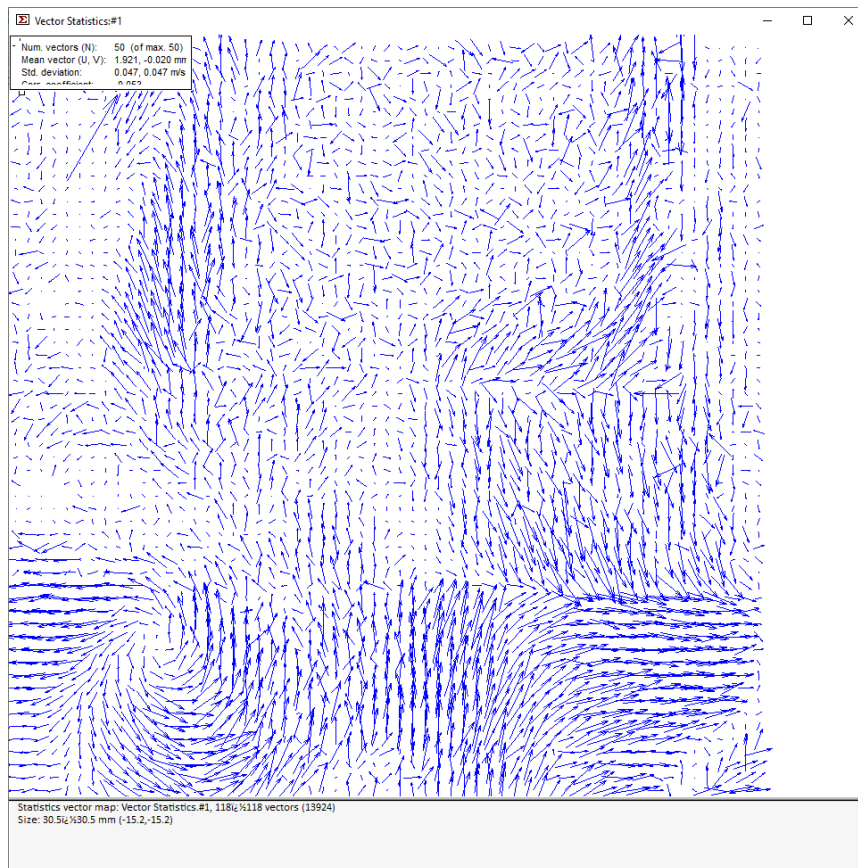 Vector Statistics:#1
Num. vectors (N): 50 (of max. 50)
Mean vector (U, V): 1.921, -0.020 mm
Std. deviation: 0.047, 0.047 m/s
Statistics vector map: Vector Statistics.#1, 118ï¿½118 vectors (13924)
Size: 30.5ï¿½30.5 mm (-15.2,-15.2)